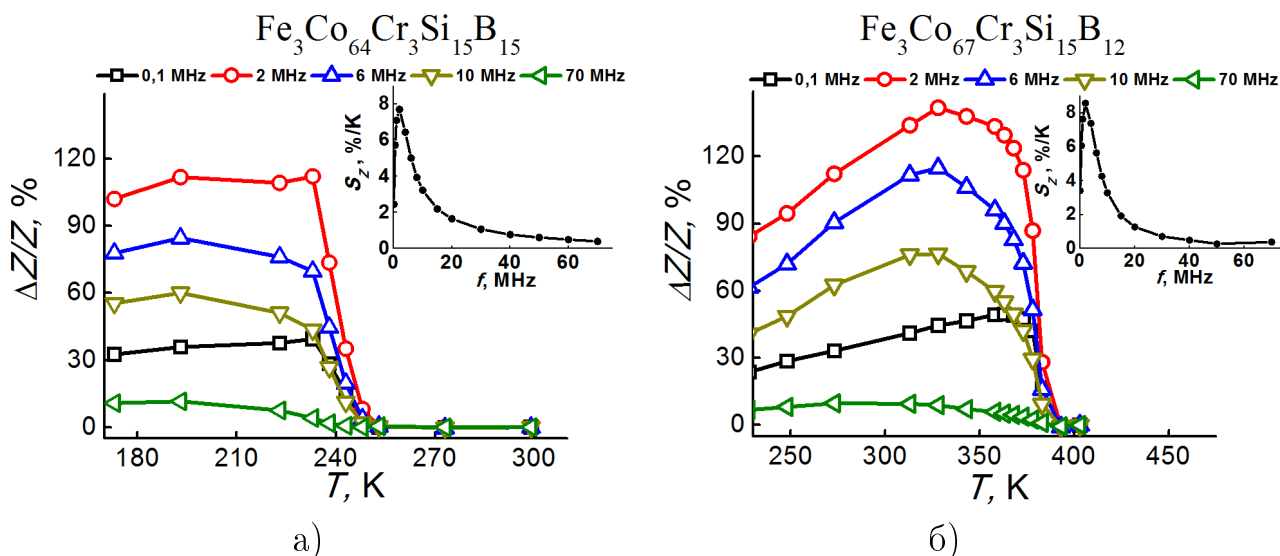 Fe₃Co₆₄Cr₃Si₁₅B₁₅
0,1 MHz 2 MHz 6 MHz 10 MHz 70 MHz
ΔZ/Z, %
120
90
60
30
0
180 210 240 270 300
T, K
S_Z, %/K
8
6
4
2
0
0 20 40 60
f, MHz
а)
Fe₃Co₆₇Cr₃Si₁₅B₁₂
0,1 MHz 2 MHz 6 MHz 10 MHz 70 MHz
ΔZ/Z, %
120
90
60
30
0
250 300 350 400 450
T, K
S_Z, %/K
8
6
4
2
0
0 20 40 60
f, MHz
б)